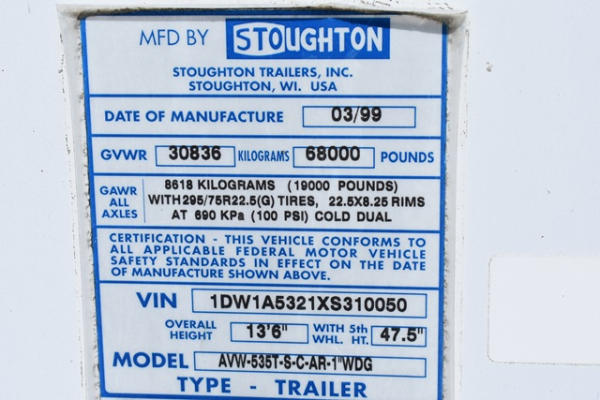 MFD BY STOUGHTON
STOUGHTON TRAILERS, INC.
STOUGHTON, WI. USA
DATE OF MANUFACTURE 03/99
GVWR 30836 KILOGRAMS 68000 POUNDS
GAWR ALL AXLES
8618 KILOGRAMS (19000 POUNDS)
WITH295/75R22.5(G) TIRES, 22.5X8.25 RIMS
AT 690 KPa (100 PSI) COLD DUAL
CERTIFICATION - THIS VEHICLE CONFORMS TO
ALL APPLICABLE FEDERAL MOTOR VEHICLE
SAFETY STANDARDS IN EFFECT ON THE DATE
OF MANUFACTURE SHOWN ABOVE.
VIN 1DW1A5321XS310050
OVERALL HEIGHT 13'6" WITH 5th WHL. HT. 47.5"
MODEL AVW-535T-S-C-AR-1"WDG
TYPE - TRAILER